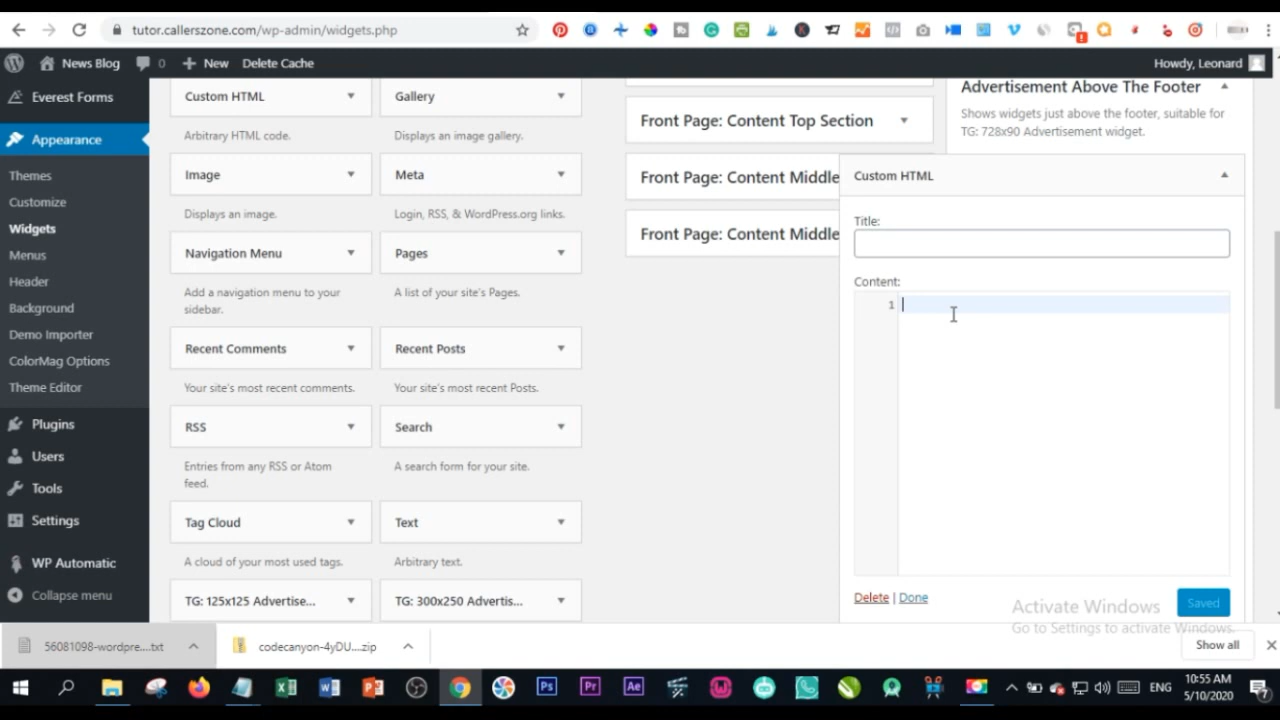 tutor.callerszone.com/wp-admin/widgets.php
News Blog
0
New
Delete Cache
Howdy, Leonard
Everest Forms
Appearance
Themes
Customize
Widgets
Menus
Header
Background
Demo Importer
ColorMag Options
Theme Editor
Plugins
Users
Tools
Settings
WP Automatic
Collapse menu
Custom HTML
Gallery
Arbitrary HTML code.
Displays an image gallery.
Image
Meta
Displays an image.
Login, RSS, & WordPress.org links.
Navigation Menu
Pages
Add a navigation menu to your
sidebar.
A list of your site's Pages.
Recent Comments
Recent Posts
Your site's most recent comments.
Your site's most recent Posts.
RSS
Search
Entries from any RSS or Atom
feed.
A search form for your site.
Tag Cloud
Text
A cloud of your most used tags.
Arbitrary text.
TG: 125x125 Advertise...
TG: 300x250 Advertis...
Front Page: Content Top Section
Front Page: Content Middle
Front Page: Content Middle
Advertisement Above The Footer
Shows widgets just above the footer, suitable for
TG: 728x90 Advertisement widget.
Custom HTML
Title:
Content:
1
Delete | Done
Saved
Activate Windows
Go to Settings to activate Windows.
56081098-wordpre....txt
codecanyon-4yDU....zip
Show all
Ps
Pr
Ae
ENG
10:55 AM
5/10/2020